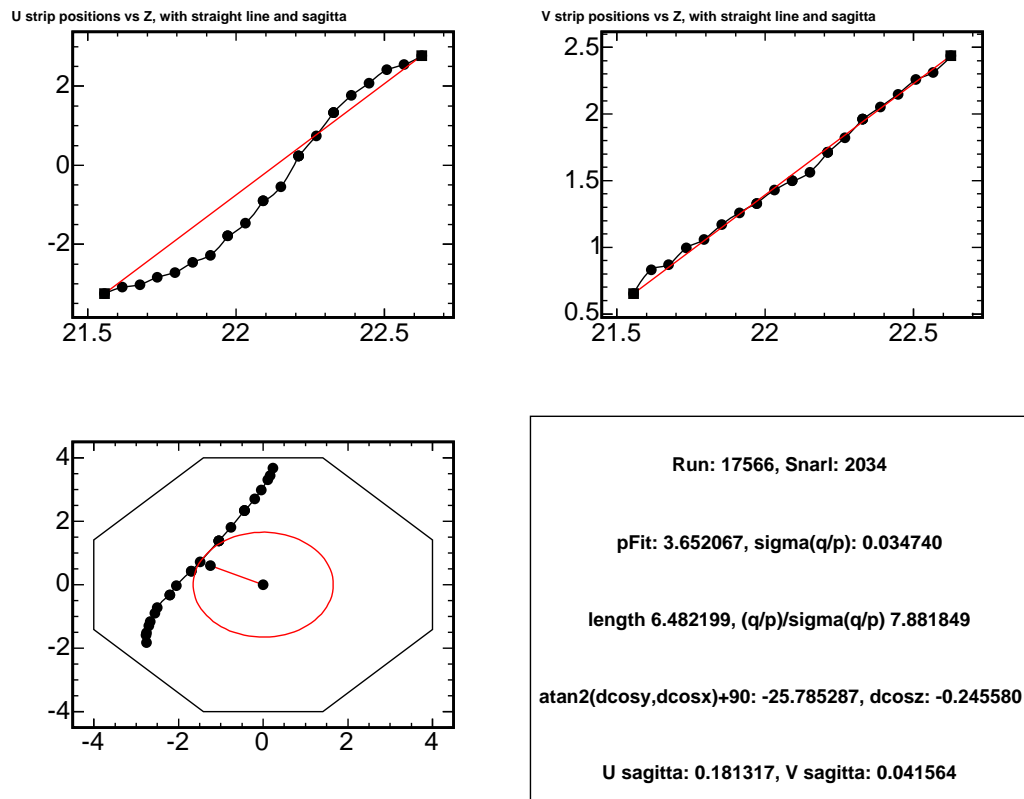 U strip positions vs Z, with straight line and sagitta
2
0
-2
21.5 22 22.5
V strip positions vs Z, with straight line and sagitta
2.5
2
1.5
1
0.5
21.5 22 22.5
4
2
0
-2
-4
-4 -2 0 2 4
Run: 17566, Snarl: 2034
pFit: 3.652067, sigma(q/p): 0.034740
length 6.482199, (q/p)/sigma(q/p) 7.881849
atan2(dcosy,dcosx)+90: -25.785287, dcosz: -0.245580
U sagitta: 0.181317, V sagitta: 0.041564